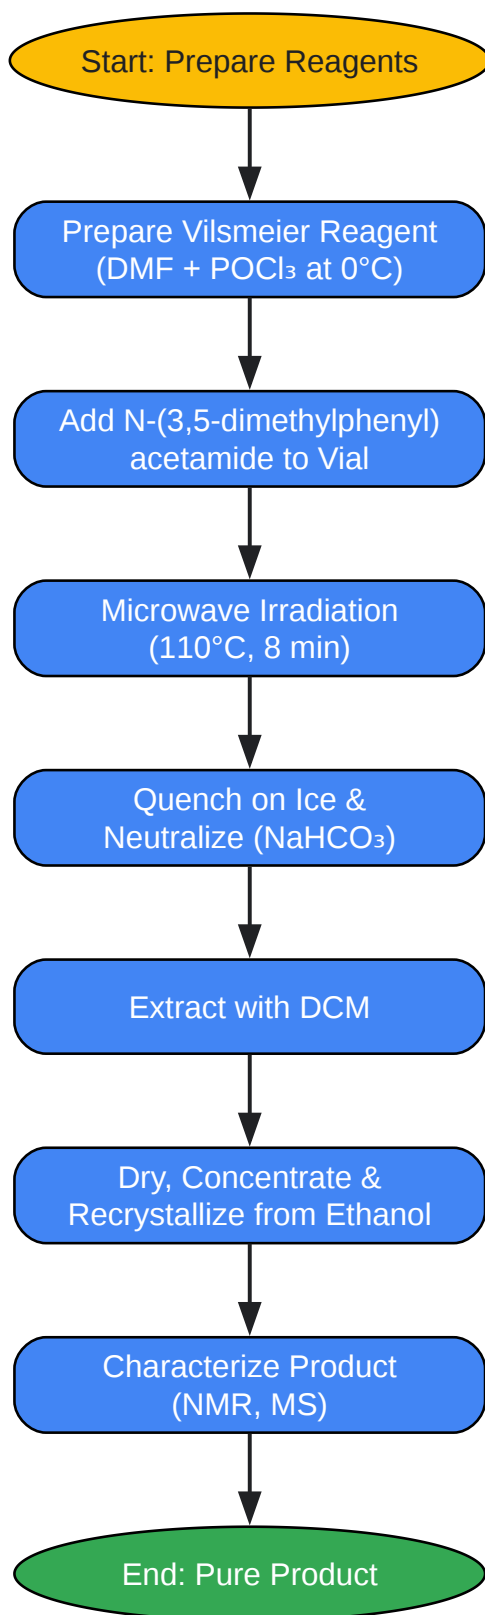 Start: Prepare Reagents
Prepare Vilsmeier Reagent
(DMF + POCl₃ at 0°C)
Add N-(3,5-dimethylphenyl)
acetamide to Vial
Microwave Irradiation
(110°C, 8 min)
Quench on Ice &
Neutralize (NaHCO₃)
Extract with DCM
Dry, Concentrate &
Recrystallize from Ethanol
Characterize Product
(NMR, MS)
End: Pure Product